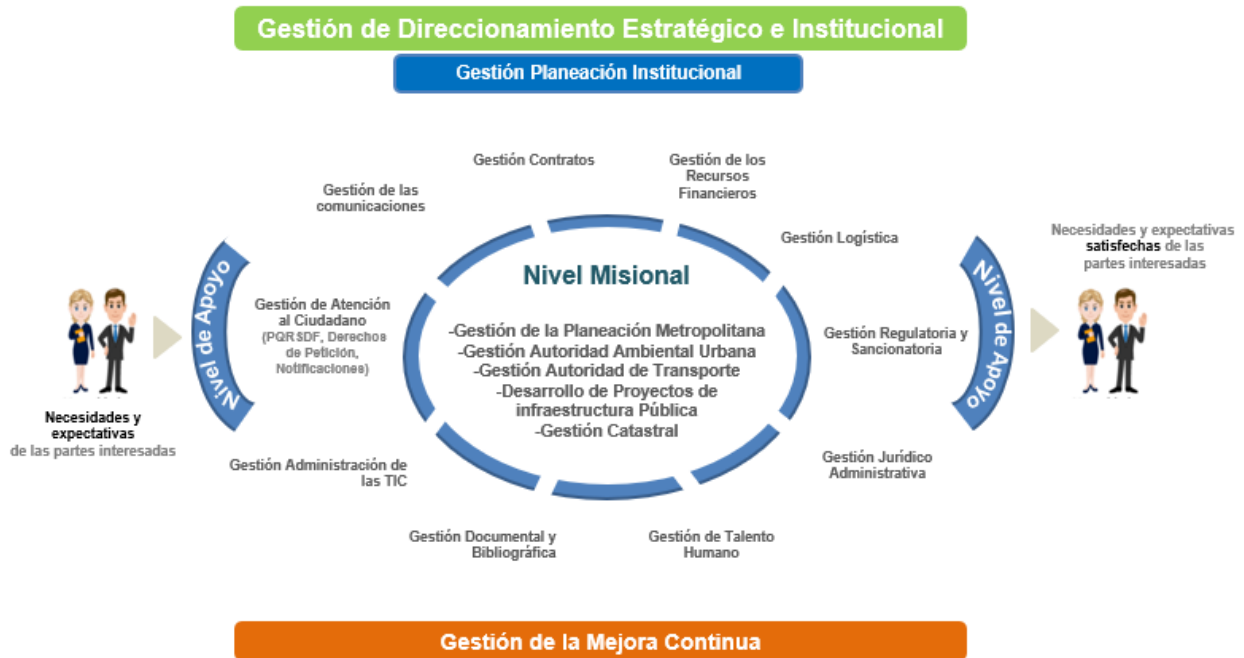 Gestión de Direccionamiento Estratégico e Institucional
Gestión Planeación Institucional
Gestión Contratos
Gestión de los
Recursos
Financieros
Gestión de las
comunicaciones
Gestión Logística
Necesidades y expectativas
satisfechas de las
partes interesadas
Nivel de Apoyo
Gestión de Atención
al Ciudadano
(PQRSDF, Derechos
de Petición,
Notificaciones)
Nivel Misional
-Gestión de la Planeación Metropolitana
-Gestión Autoridad Ambiental Urbana
-Gestión Autoridad de Transporte
-Desarrollo de Proyectos de
infraestructura Pública
-Gestión Catastral
Gestión Regulatoria y
Sancionatoria
Nivel de Apoyo
Necesidades y
expectativas
de las partes interesadas
Gestión Administración de
las TIC
Gestión Jurídico
Administrativa
Gestión Documental y
Bibliográfica
Gestión de Talento
Humano
Gestión de la Mejora Continua